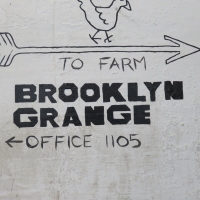 TO FARM
BROOKLYN
GRANGE
←OFFICE 1105